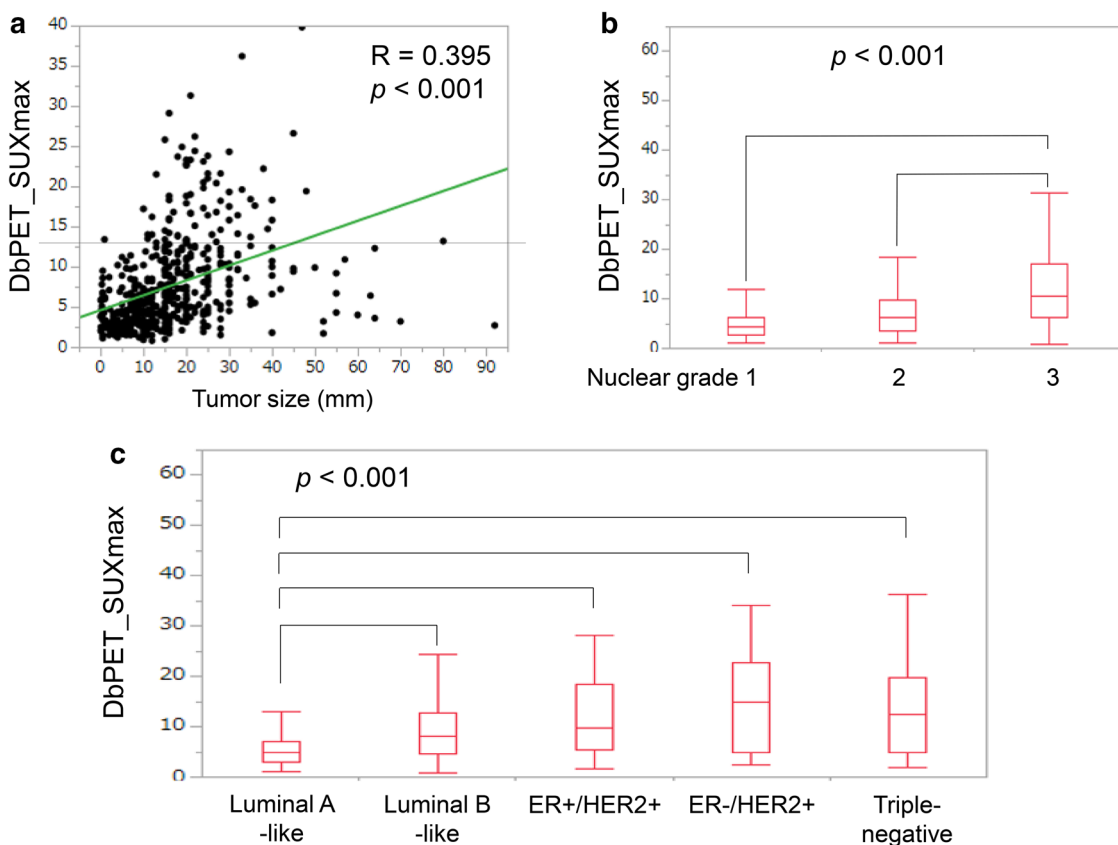 a
DbPET_SUXmax
40
35
30
25
20
15
10
5
0
R = 0.395
p < 0.001
0 10 20 30 40 50 60 70 80 90
Tumor size (mm)
b
DbPET_SUXmax
60
50
40
30
20
10
0
p < 0.001
Nuclear grade 1 2 3
c
DbPET_SUXmax
60
50
40
30
20
10
0
p < 0.001
Luminal A Luminal B ER+/HER2+ ER-/HER2+ Triple-
-like -like negative